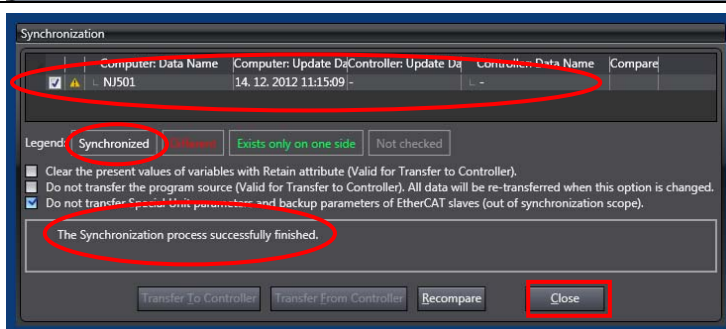 Synchronization
Computer: Data Name Computer: Update Da Controller: Update Da Controller: Data Name Compare
NJ501 14. 12. 2012 11:15:09 - -
Legend: Synchronized Different Exists only on one side Not checked
Clear the present values of variables with Retain attribute (Valid for Transfer to Controller).
Do not transfer the program source (Valid for Transfer to Controller). All data will be re-transferred when this option is changed.
Do not transfer Special Unit parameters and backup parameters of EtherCAT slaves (out of synchronization scope).
The Synchronization process successfully finished.
Transfer To Controller Transfer From Controller Recompare Close